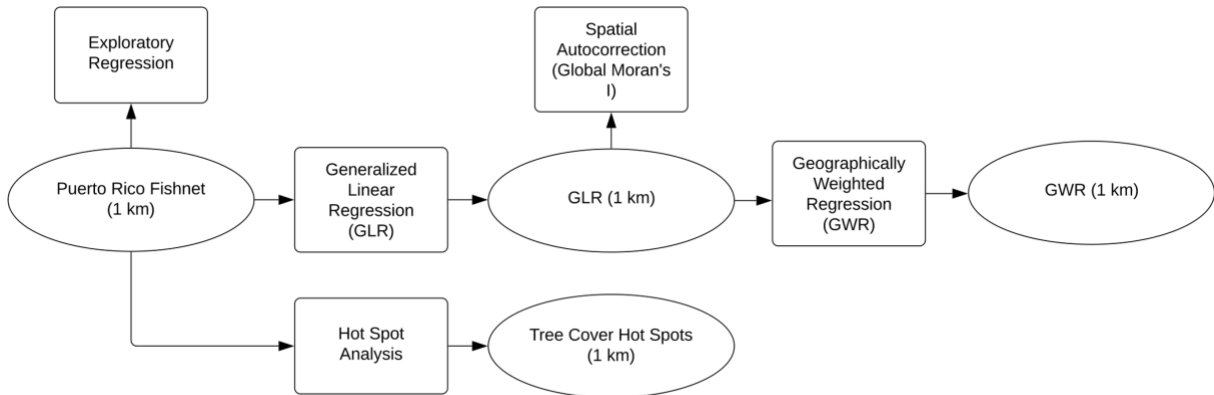 Exploratory
Regression
Spatial
Autocorrection
(Global Moran's
I)
Puerto Rico Fishnet
(1 km)
Generalized
Linear
Regression
(GLR)
GLR (1 km)
Geographically
Weighted
Regression
(GWR)
GWR (1 km)
Hot Spot
Analysis
Tree Cover Hot Spots
(1 km)